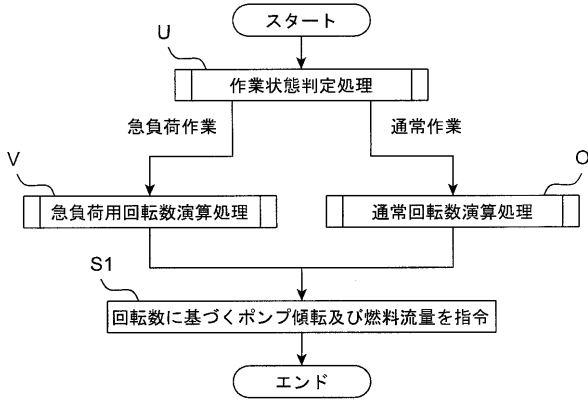 スタート
U
作業状態判定処理
急負荷作業
通常作業
V
O
急負荷用回転数演算処理
通常回転数演算処理
S1
回転数に基づくポンプ傾転及び燃料流量を指令
エンド